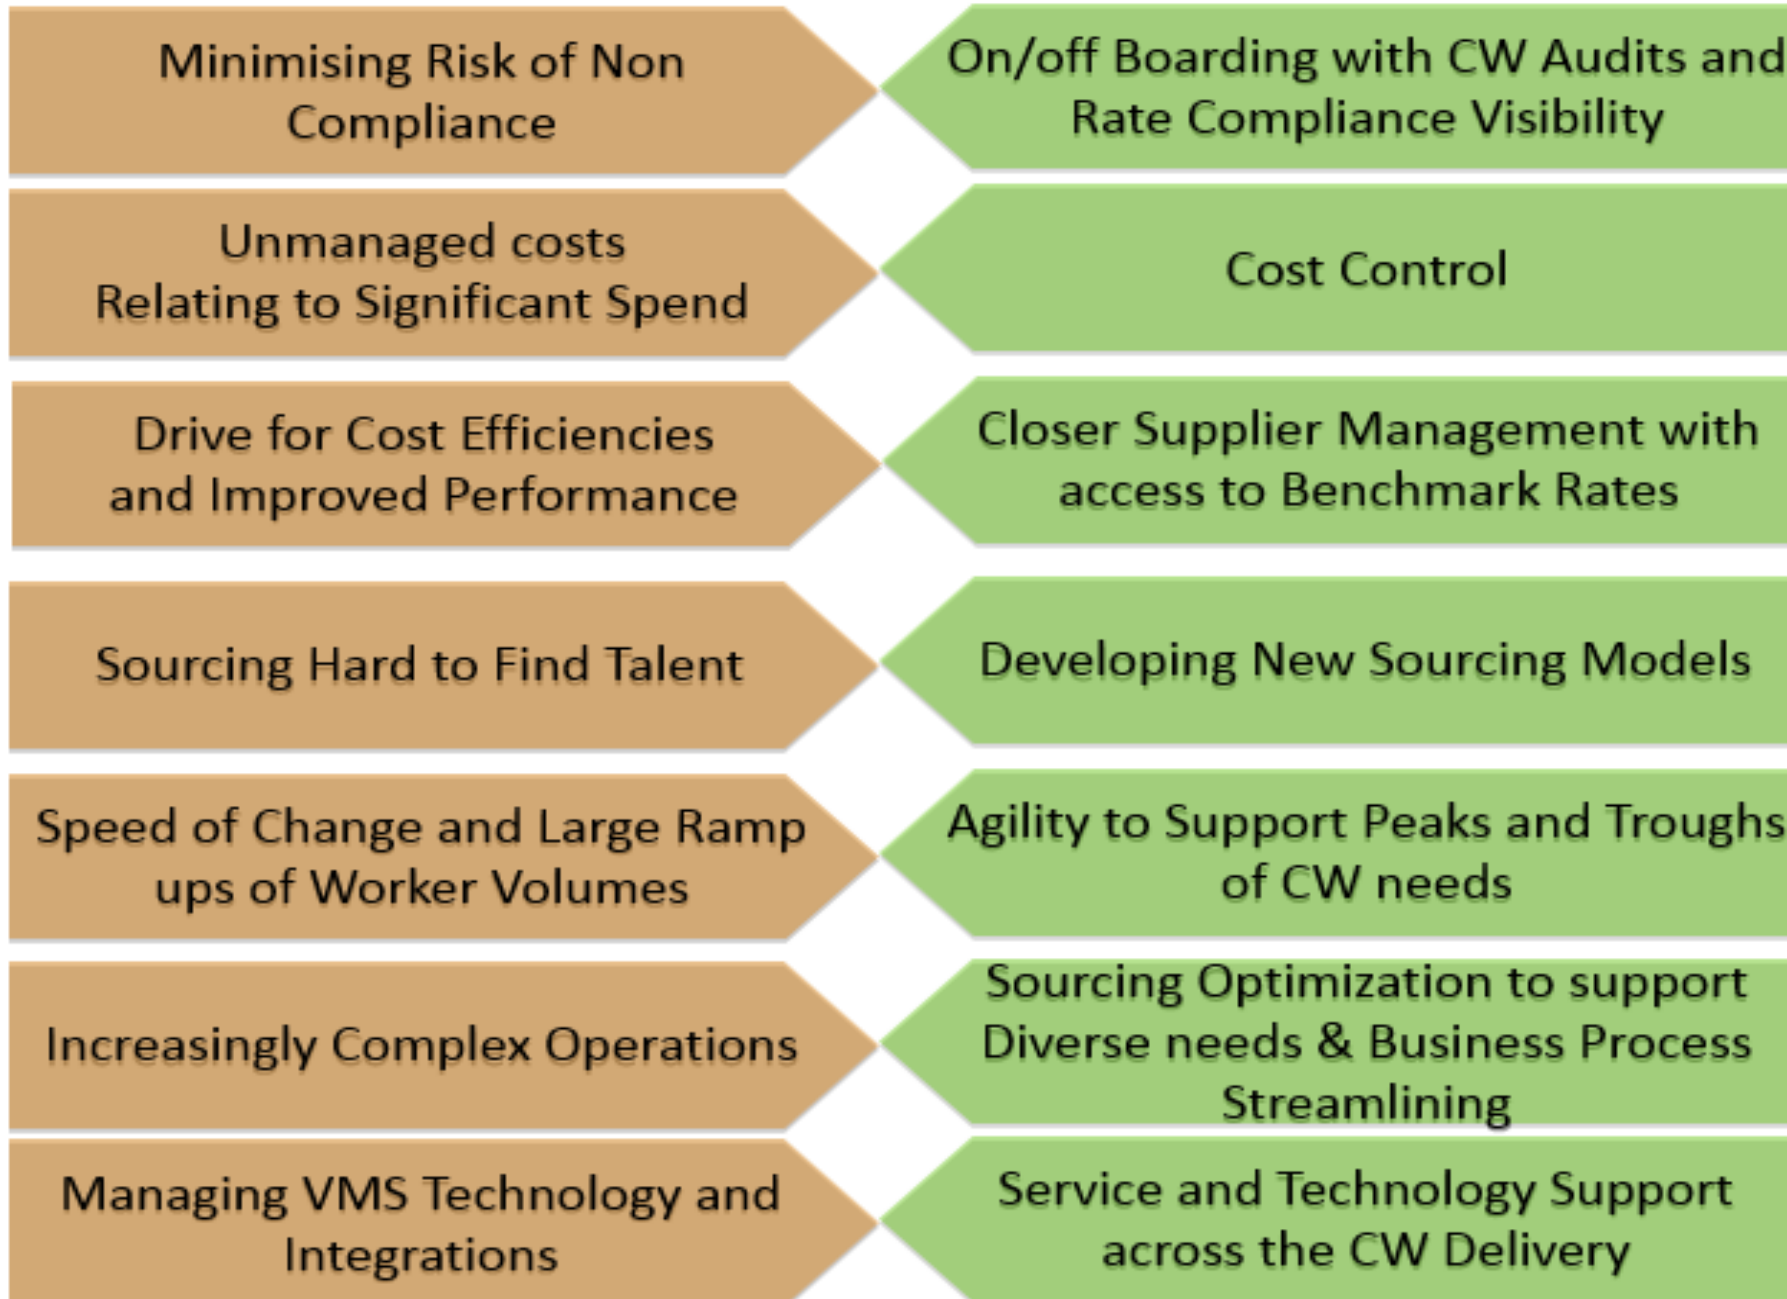 Minimising Risk of Non
Compliance
On/off Boarding with CW Audits and
Rate Compliance Visibility
Unmanaged costs
Relating to Significant Spend
Cost Control
Drive for Cost Efficiencies
and Improved Performance
Closer Supplier Management with
access to Benchmark Rates
Sourcing Hard to Find Talent
Developing New Sourcing Models
Speed of Change and Large Ramp
ups of Worker Volumes
Agility to Support Peaks and Troughs
of CW needs
Increasingly Complex Operations
Sourcing Optimization to support
Diverse needs & Business Process
Streamlining
Managing VMS Technology and
Integrations
Service and Technology Support
across the CW Delivery